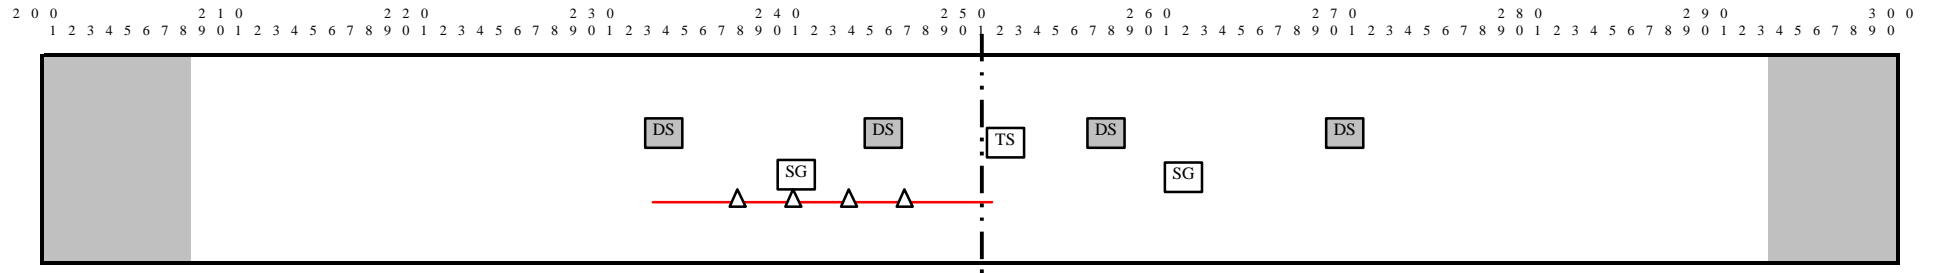 2 0 0 2 1 0 2 2 0 2 3 0 2 4 0 2 5 0 2 6 0 2 7 0 2 8 0 2 9 0 3 0 0
1 2 3 4 5 6 7 8 9 0 1 2 3 4 5 6 7 8 9 0 1 2 3 4 5 6 7 8 9 0 1 2 3 4 5 6 7 8 9 0 1 2 3 4 5 6 7 8 9 0 1 2 3 4 5 6 7 8 9 0 1 2 3 4 5 6 7 8 9 0 1 2 3 4 5 6 7 8 9 0 1 2 3 4 5 6 7 8 9 0 1 2 3 4 5 6 7 8 9 0
DS DS TS DS DS
SG SG